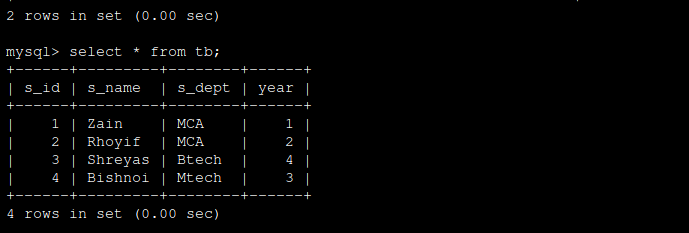 2 rows in set (0.00 sec)
mysql> select * from tb;
+------+---------+--------+------+
| s_id | s_name  | s_dept | year |
+------+---------+--------+------+
|    1 | Zain    | MCA    |    1 |
|    2 | Rhoyif  | MCA    |    2 |
|    3 | Shreyas | Btech  |    4 |
|    4 | Bishnoi | Mtech  |    3 |
+------+---------+--------+------+
4 rows in set (0.00 sec)